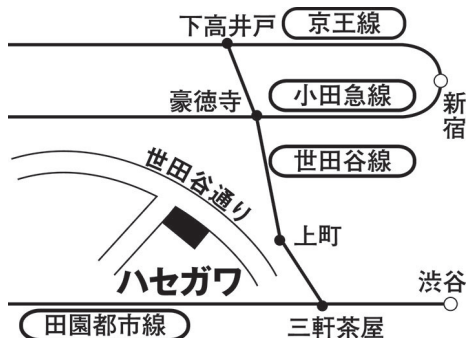 下高井戸
京王線
豪徳寺
小田急線
新宿
世田谷線
世田谷通り
上町
ハセガワ
渋谷
田園都市線
三軒茶屋